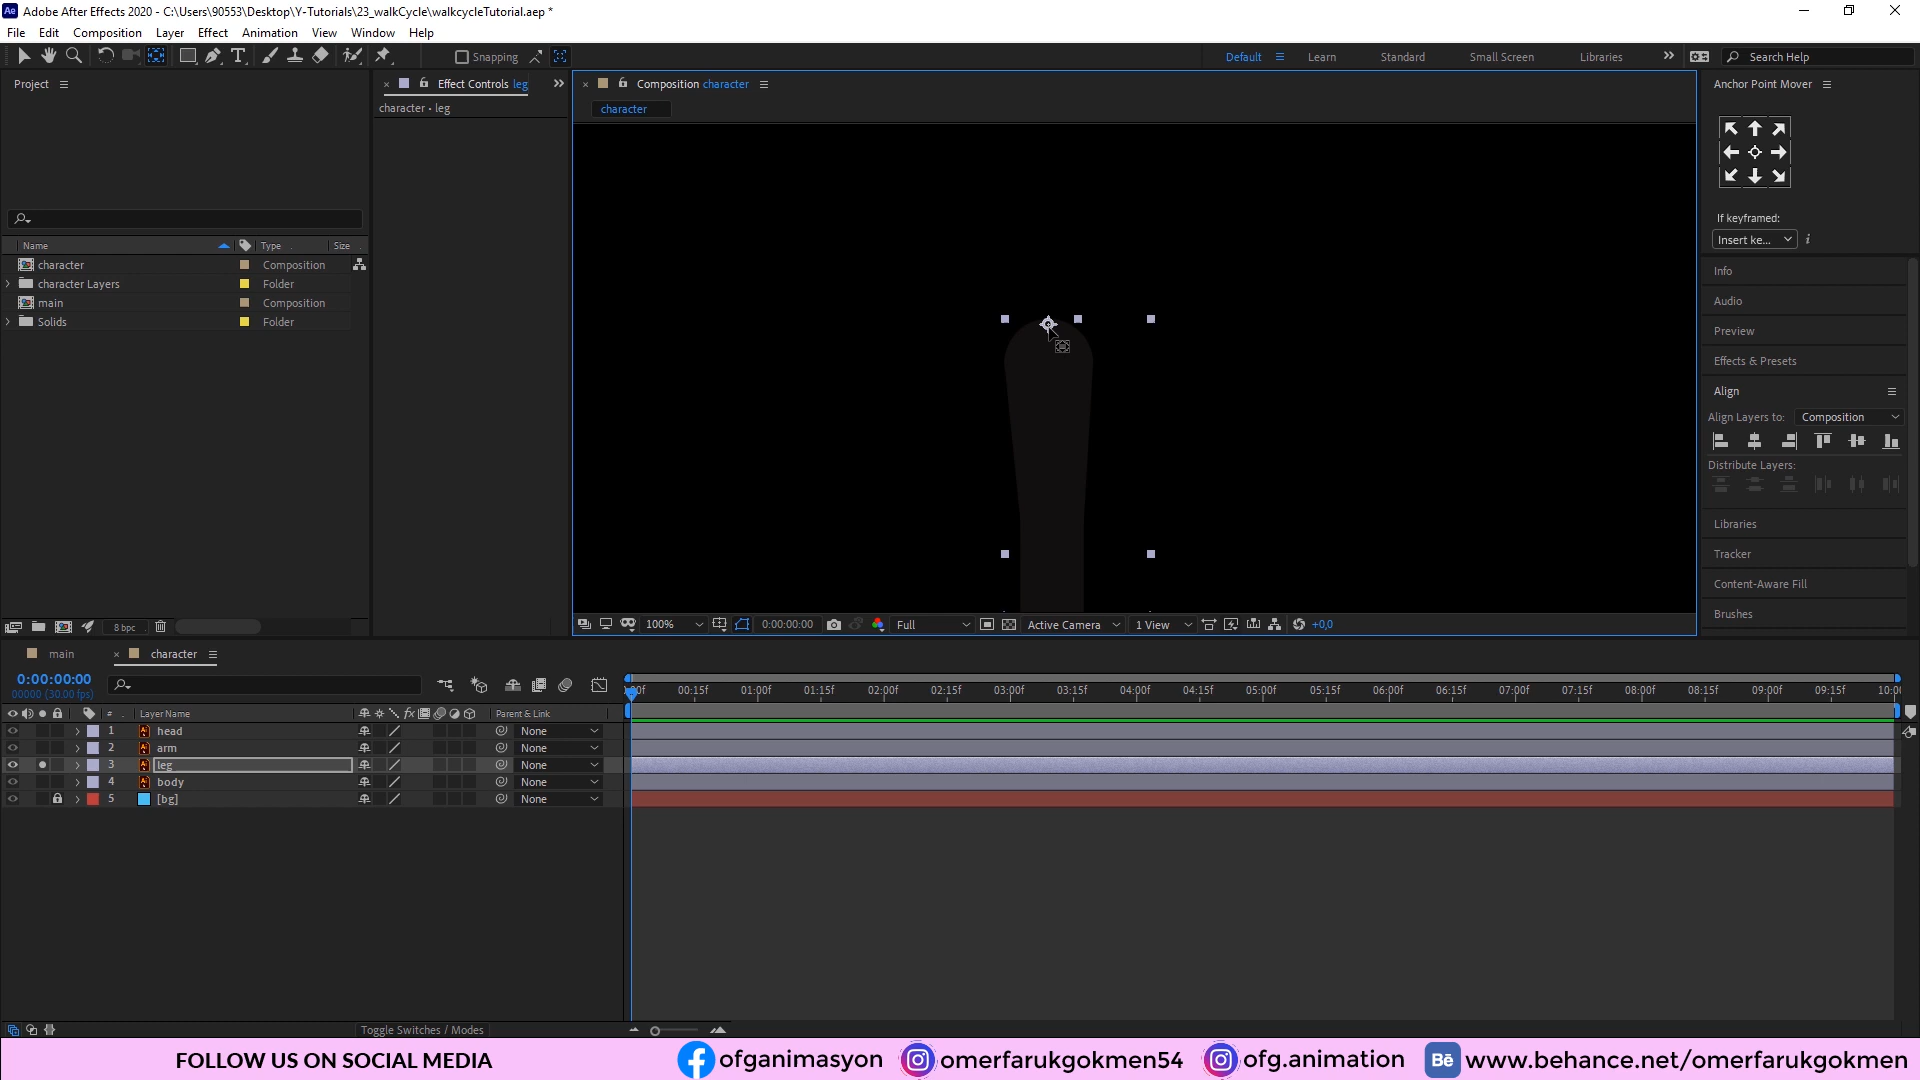 Adobe After Effects 2020 - C:\Users\90553\Desktop\Y-Tutorials\23_walkCycle\walkcycleTutorial.aep *
File Edit Composition Layer Effect Animation View Window Help
Snapping
Default Learn Standard Small Screen Libraries Search Help
Project
Effect Controls leg
character • leg
Composition character
character
Anchor Point Mover
If keyframed:
Insert ke...
Info
Audio
Preview
Effects & Presets
Align
Align Layers to: Composition
Distribute Layers:
Libraries
Tracker
Content-Aware Fill
Brushes
Name Type Size
character Composition
character Layers Folder
main Composition
Solids Folder
8 bpc
100% 0:00:00:00 Full Active Camera 1 View +0,0
main character
0:00:00:00
00000 (30.00 fps)
00:15f 01:00f 01:15f 02:00f 02:15f 03:00f 03:15f 04:00f 04:15f 05:00f 05:15f 06:00f 06:15f 07:00f 07:15f 08:00f 08:15f 09:00f 09:15f
# Layer Name Parent & Link
1 head None
2 arm None
3 leg None
4 body None
5 [bg] None
Toggle Switches / Modes
FOLLOW US ON SOCIAL MEDIA ofganimasyon omerfarukgokmen54 ofg.animation Bē www.behance.net/omerfarukgokmen